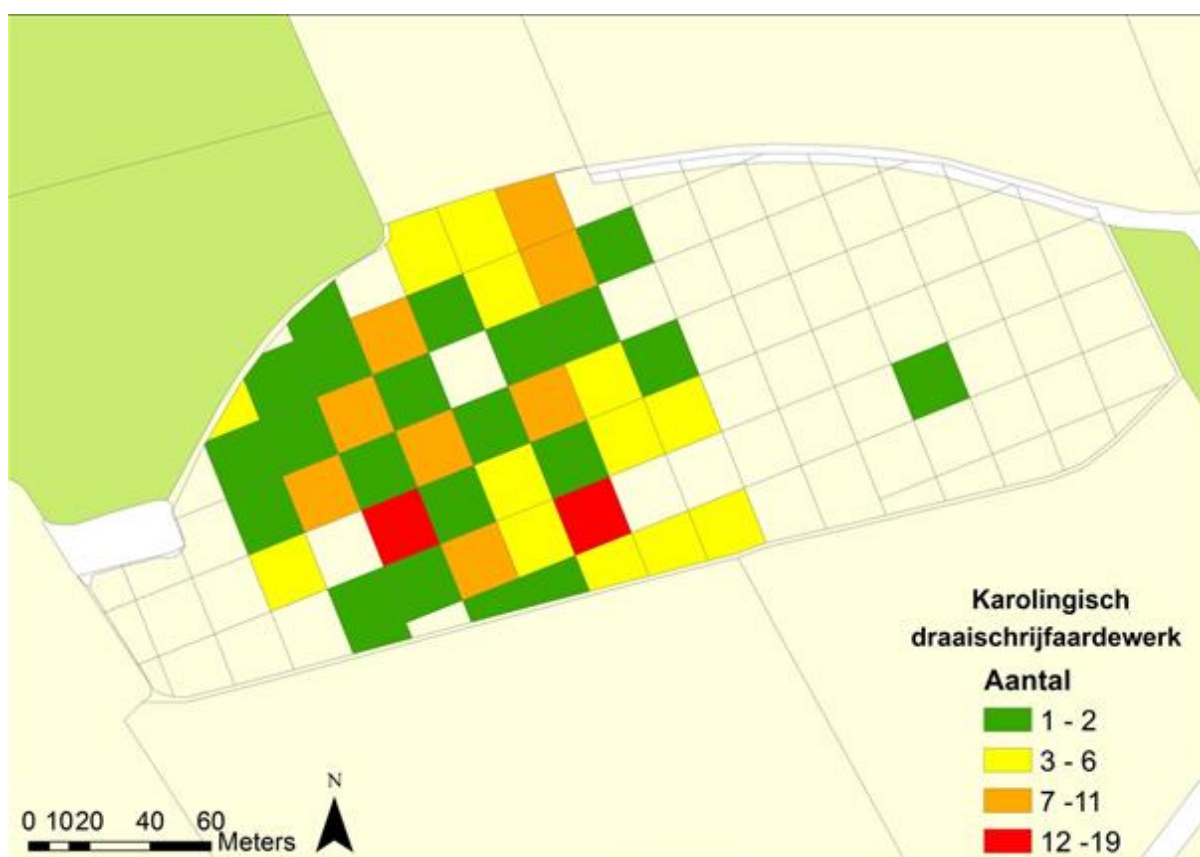 Karolingisch
draaischrijfaardewerk
Aantal
1 - 2
3 - 6
7 -11
12 -19
N
0 1020 40 60
Meters